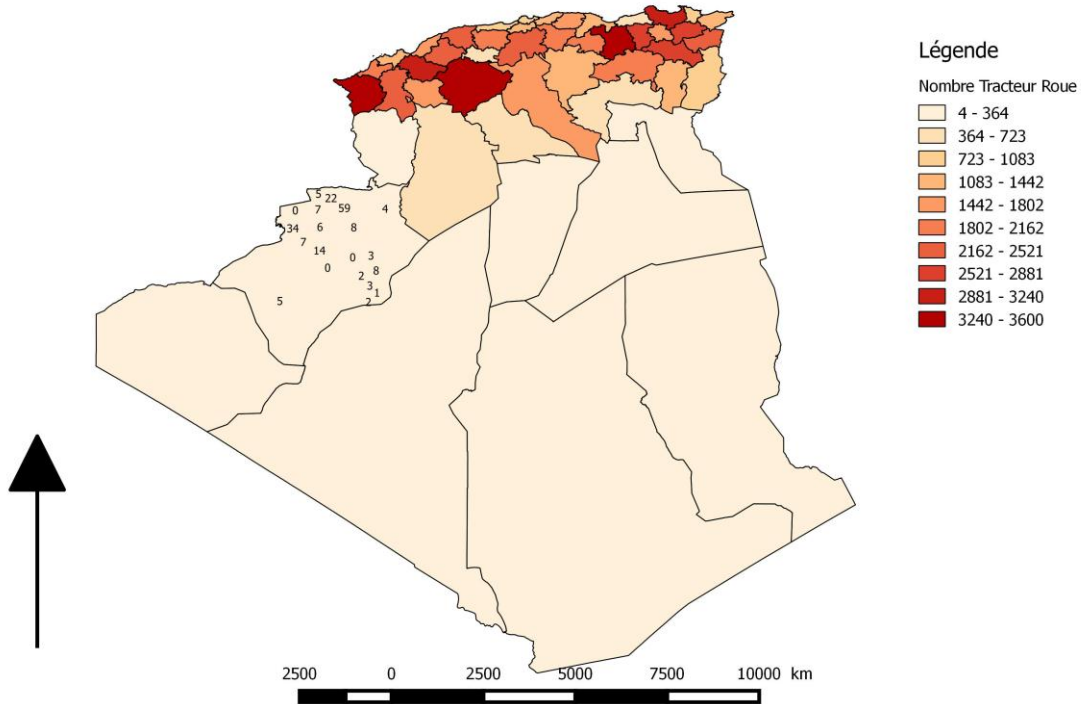 Légende
Nombre Tracteur Roue
4 - 364
364 - 723
723 - 1083
1083 - 1442
1442 - 1802
1802 - 2162
2162 - 2521
2521 - 2881
2881 - 3240
3240 - 3600
5
22
0
7
59
4
34
6
8
7
14
0
3
0
2
8
3
1
5
2
2500 0 2500 5000 7500 10000 km